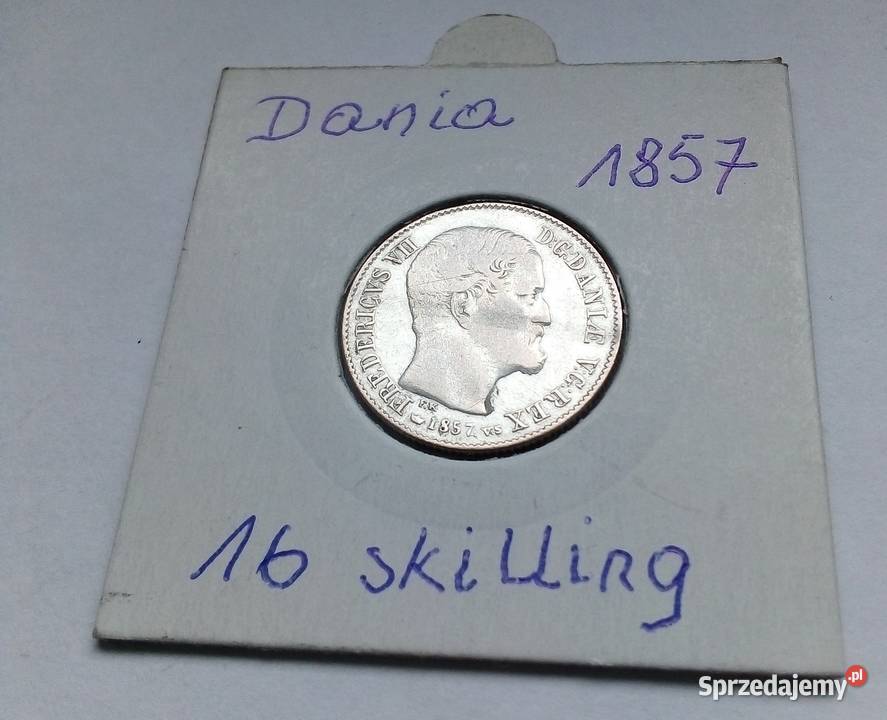 Dania
1857
FREDERICVS VII D:G:DANIÆ V:G:REX
F.K.
1857. V.S
16 skilling
Sprzedajemy.pl